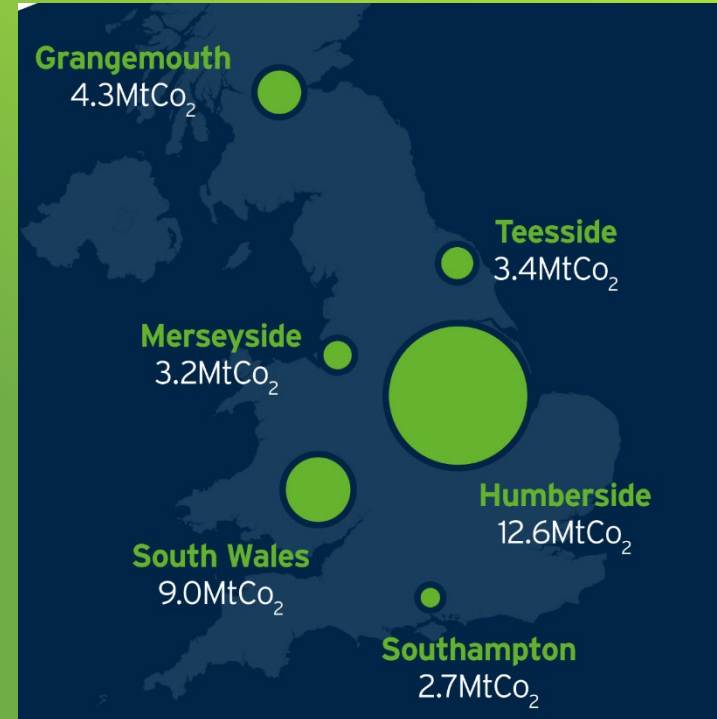 Grangemouth
4.3MtCo₂
Teesside
3.4MtCo₂
Merseyside
3.2MtCo₂
Humberside
12.6MtCo₂
South Wales
9.0MtCo₂
Southampton
2.7MtCo₂